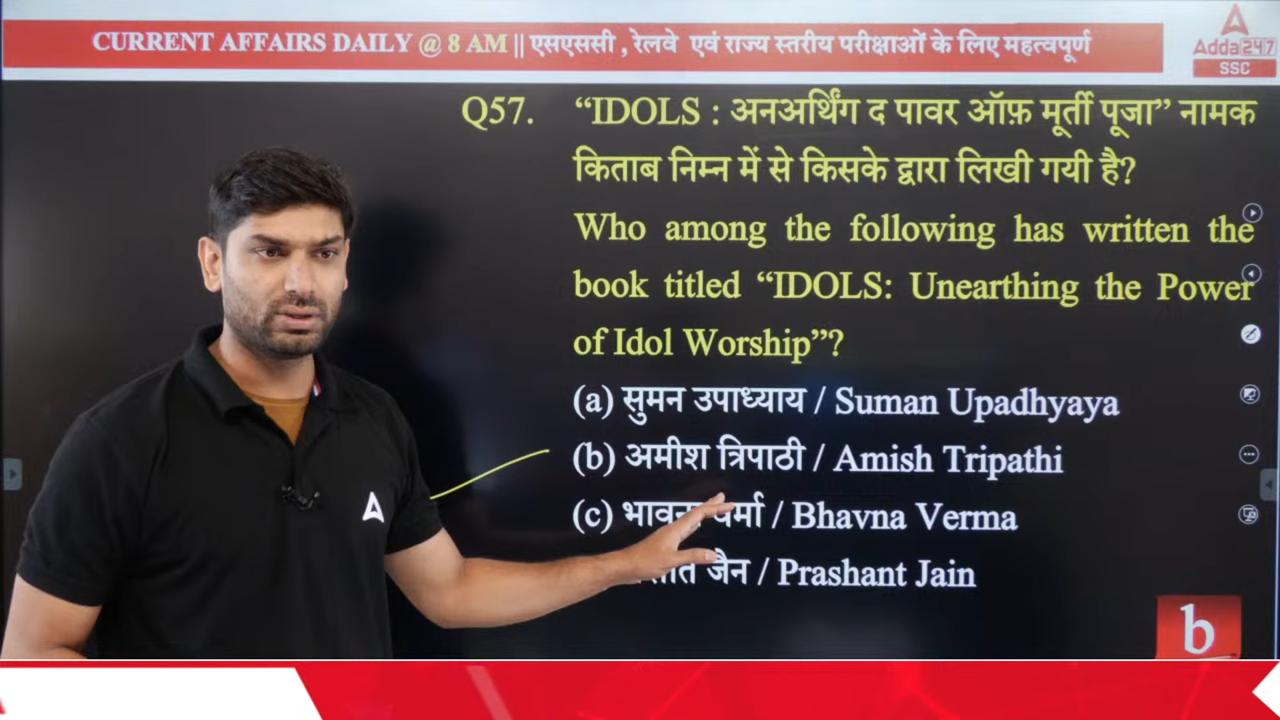 CURRENT AFFAIRS DAILY @ 8 AM || एसएससी , रेलवे एवं राज्य स्तरीय परीक्षाओं के लिए महत्वपूर्ण
Adda 247
SSC
Q57. “IDOLS : अनअर्थिंग द पावर ऑफ़ मूर्ती पूजा” नामक
किताब निम्न में से किसके द्वारा लिखी गयी है?
Who among the following has written the
book titled “IDOLS: Unearthing the Power
of Idol Worship”?
(a) सुमन उपाध्याय / Suman Upadhyaya
(b) अमीश त्रिपाठी / Amish Tripathi
(c) / Bhavna Verma
जैन / Prashant Jain
b